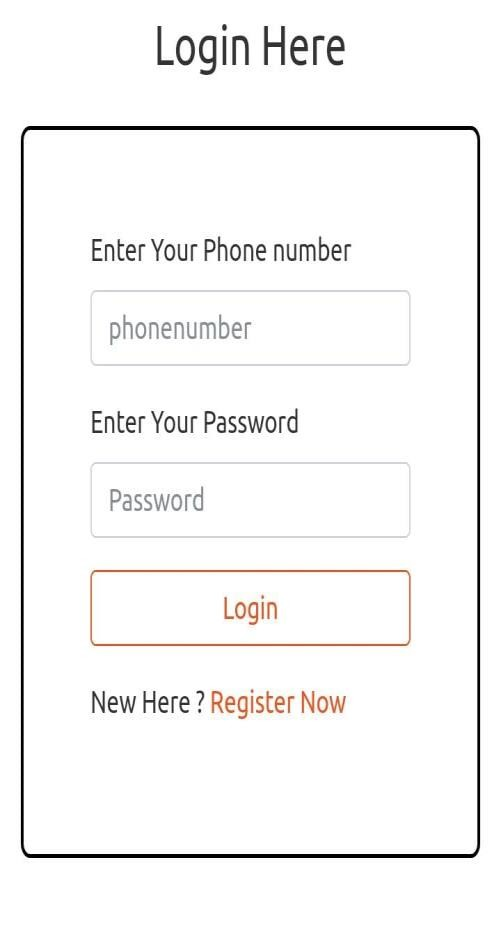 Login Here
Enter Your Phone number
phonenumber
Enter Your Password
Password
Login
New Here ? Register Now